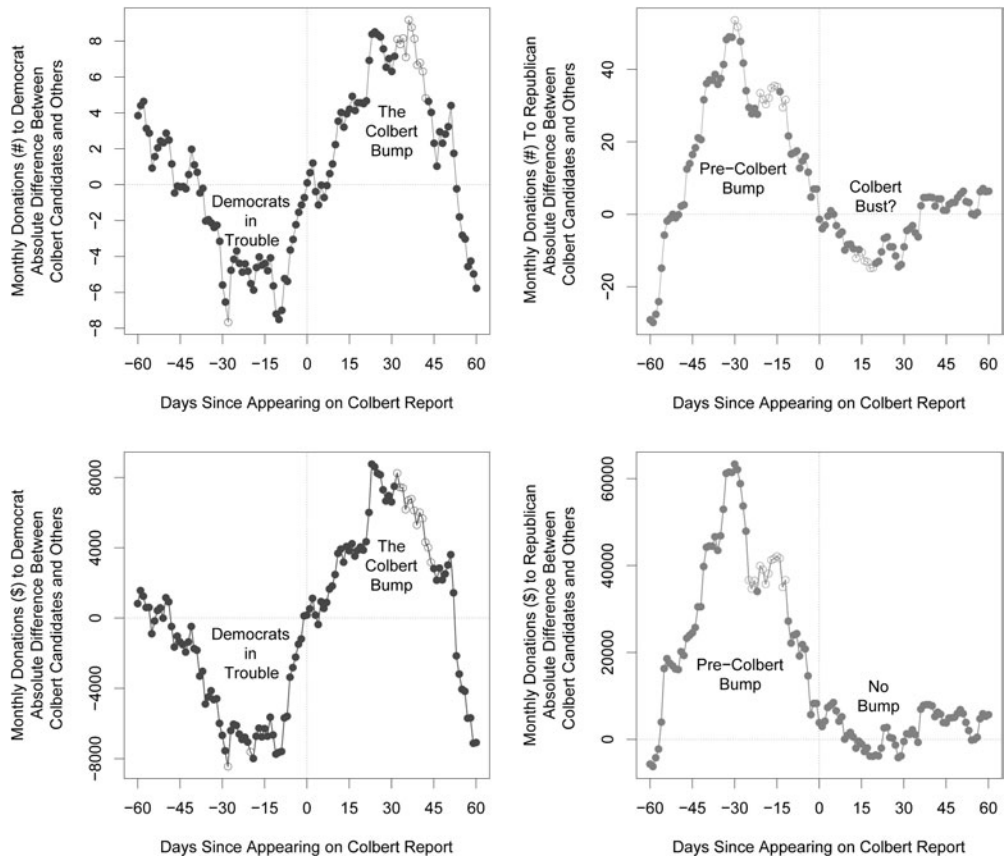 Monthly Donations (#) to Democrat
Absolute Difference Between
Colbert Candidates and Others
8
6
4
2
0
−2
−4
−6
−8
The
Colbert
Bump
Democrats
in
Trouble
−60 −45 −30 −15 0 15 30 45 60
Days Since Appearing on Colbert Report
Monthly Donations (#) To Republican
Absolute Difference Between
Colbert Candidates and Others
40
20
0
−20
Pre−Colbert
Bump
Colbert
Bust?
−60 −45 −30 −15 0 15 30 45 60
Days Since Appearing on Colbert Report
Monthly Donations ($) to Democrat
Absolute Difference Between
Colbert Candidates and Others
8000
4000
0
−4000
−8000
The
Colbert
Bump
Democrats
in
Trouble
−60 −45 −30 −15 0 15 30 45 60
Days Since Appearing on Colbert Report
Monthly Donations ($) to Republican
Absolute Difference Between
Colbert Candidates and Others
60000
40000
20000
0
Pre−Colbert
Bump
No
Bump
−60 −45 −30 −15 0 15 30 45 60
Days Since Appearing on Colbert Report